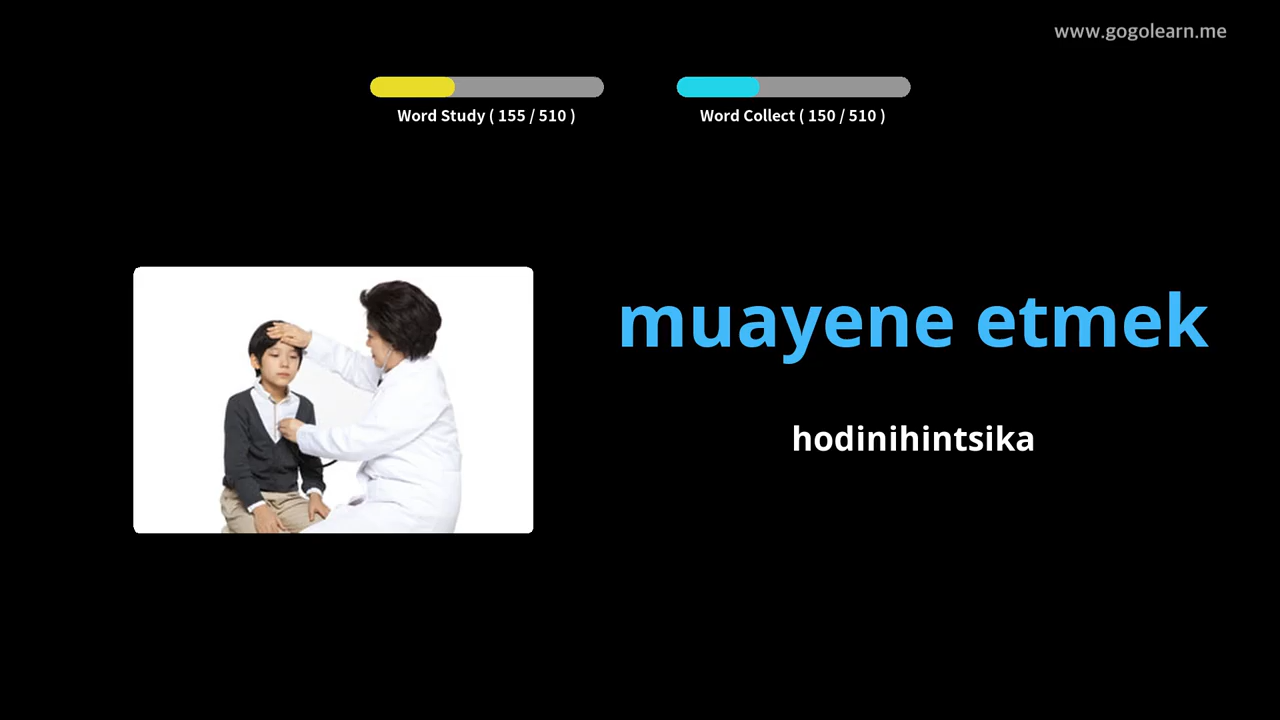 www.gogolearn.me
Word Study ( 155 / 510 )
Word Collect ( 150 / 510 )
muayene etmek
hodinihintsika